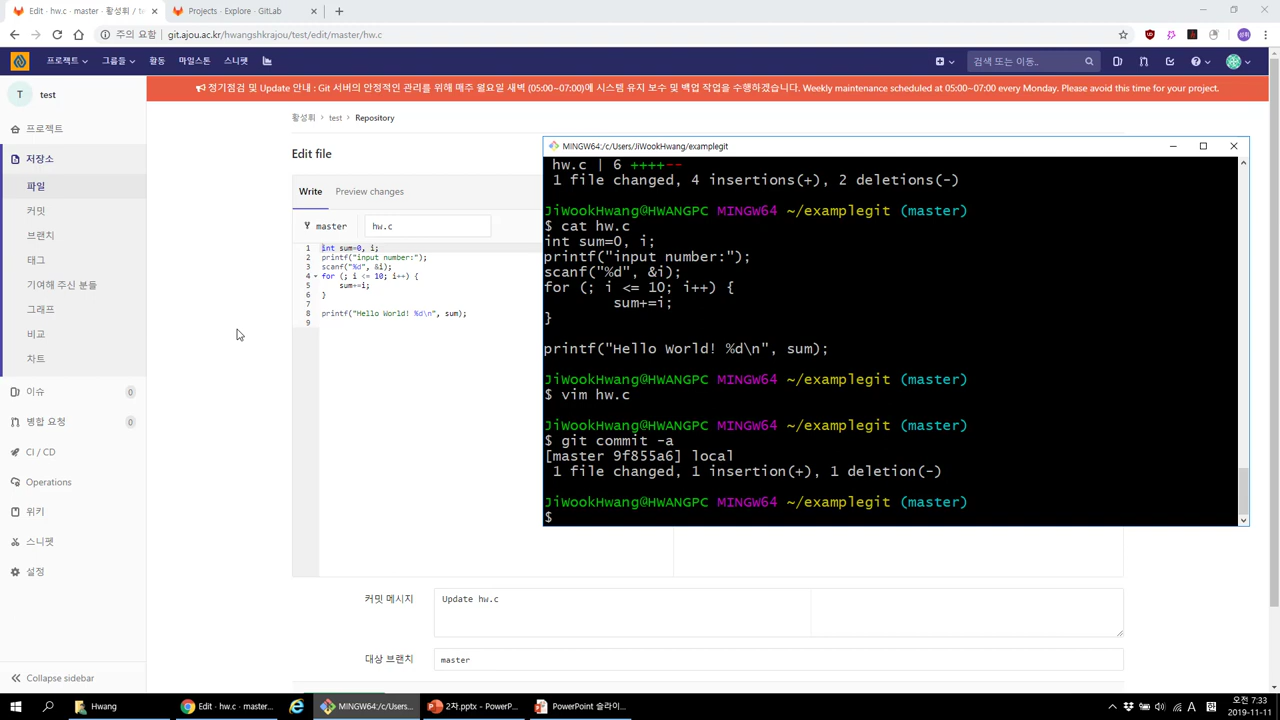 Edit · hw.c · master · 황성휘 / te
Projects · Explore · GitLab
주의 요함
git.ajou.ac.kr/hwangshkrajou/test/edit/master/hw.c
성휘
프로젝트
그룹들
활동
마일스톤
스니펫
검색 또는 이동..
정기점검 및 Update 안내 : Git 서버의 안정적인 관리를 위해 매주 월요일 새벽 (05:00~07:00)에 시스템 유지 보수 및 백업 작업을 수행하겠습니다. Weekly maintenance scheduled at 05:00~07:00 every Monday. Please avoid this time for your project.
T
test
프로젝트
저장소
파일
커밋
브랜치
태그
기여해 주신 분들
그래프
비교
차트
이슈
0
병합 요청
0
CI / CD
Operations
위키
스니펫
설정
Collapse sidebar
황성휘 › test › Repository
Edit file
Write
Preview changes
master
hw.c
1 int sum=0, i;
2 printf("input number:");
3 scanf("%d", &i);
4 for (; i <= 10; i++) {
5 sum+=i;
6 }
7
8 printf("Hello World! %d\n", sum);
9
MINGW64:/c/Users/JiWookHwang/examplegit
hw.c | 6 ++++--
1 file changed, 4 insertions(+), 2 deletions(-)
JiWookHwang@HWANGPC MINGW64 ~/examplegit (master)
$ cat hw.c
int sum=0, i;
printf("input number:");
scanf("%d", &i);
for (; i <= 10; i++) {
sum+=i;
}
printf("Hello World! %d\n", sum);
JiWookHwang@HWANGPC MINGW64 ~/examplegit (master)
$ vim hw.c
JiWookHwang@HWANGPC MINGW64 ~/examplegit (master)
$ git commit -a
[master 9f855a6] local
1 file changed, 1 insertion(+), 1 deletion(-)
JiWookHwang@HWANGPC MINGW64 ~/examplegit (master)
$
커밋 메시지
Update hw.c
대상 브랜치
master
Hwang
Edit · hw.c · master...
MINGW64:/c/Users...
2차.pptx - PowerP...
PowerPoint 슬라이...
A
오전 7:33
2019-11-11